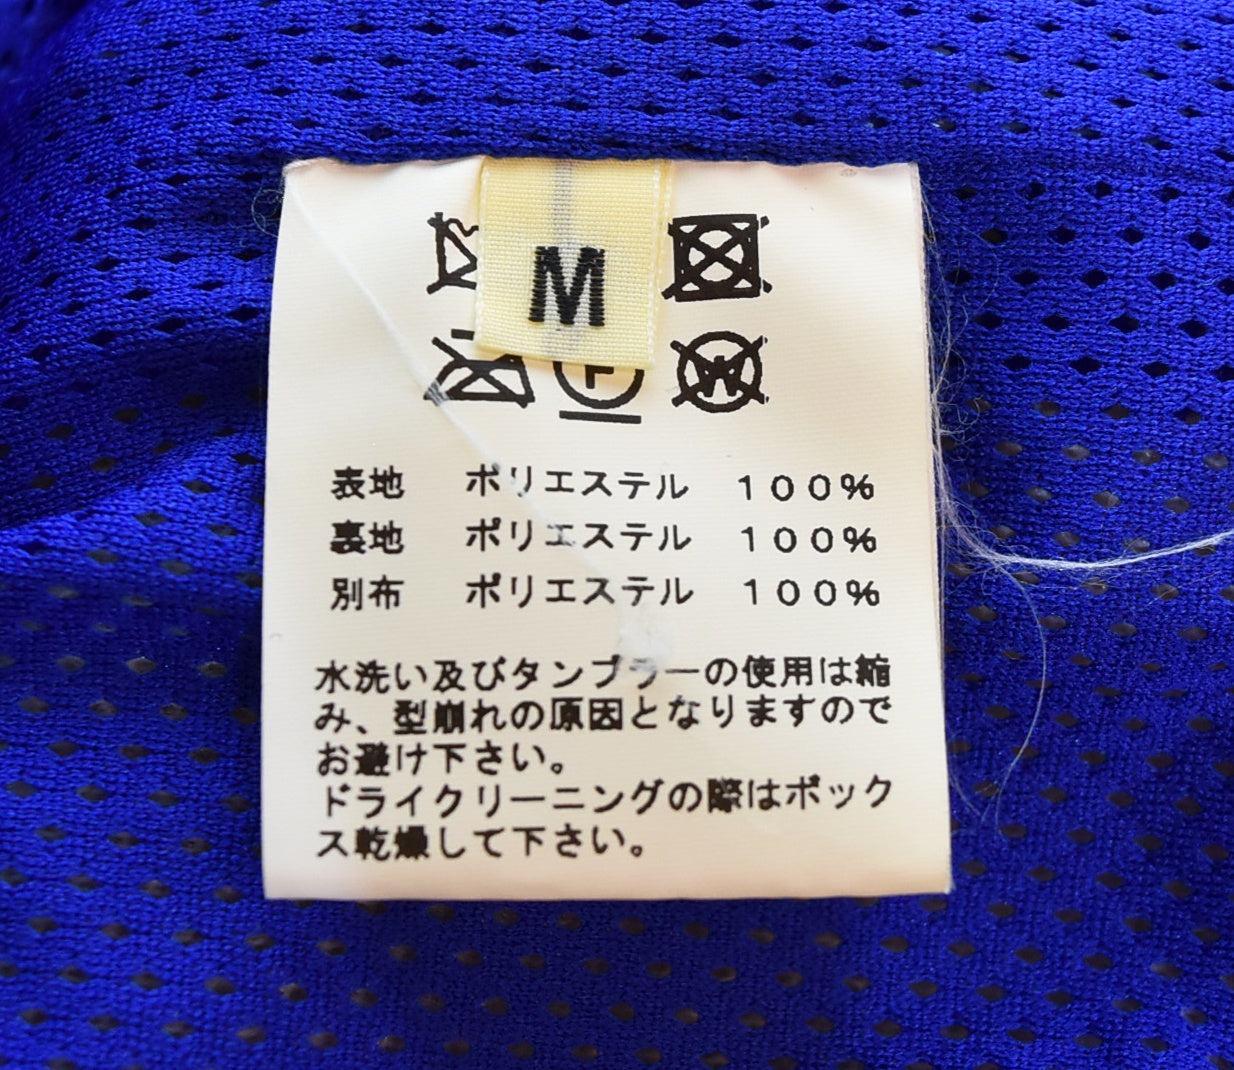 M
F
W
表地 ポリエステル 100%
裏地 ポリエステル 100%
別布 ポリエステル 100%
水洗い及びタンブラーの使用は縮
み、型崩れの原因となりますので
お避け下さい。
ドライクリーニングの際はボック
ス乾燥して下さい。